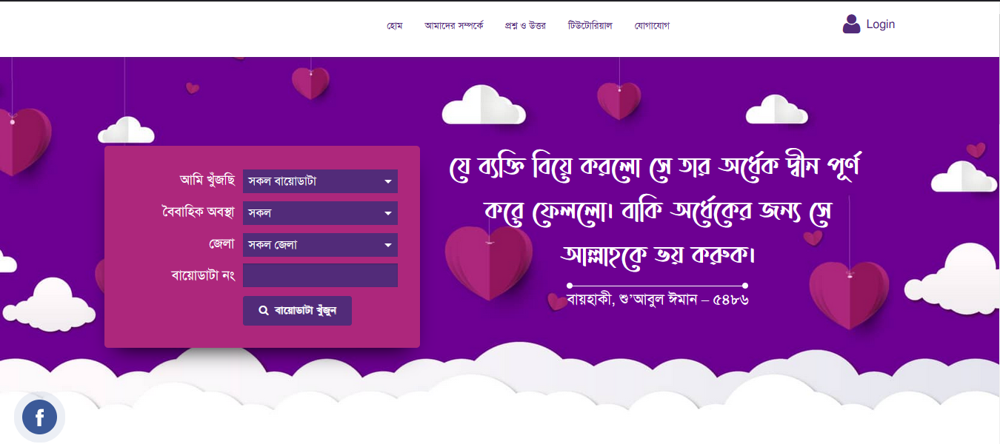 হোম আমাদের সম্পর্কে প্রশ্ন ও উত্তর টিউটোরিয়াল যোগাযোগ Login
আমি খুঁজছি সকল বায়োডাটা
বৈবাহিক অবস্থা সকল
জেলা সকল জেলা
বায়োডাটা নং
বায়োডাটা খুঁজুন
যে ব্যক্তি বিয়ে করলো সে তার অর্ধেক দ্বীন পূর্ণ
করে ফেললো। বাকি অর্ধেকের জন্য সে
আল্লাহকে ভয় করুক।
বায়হাকী, শু’আবুল ঈমান – ৫৪৮৬
f